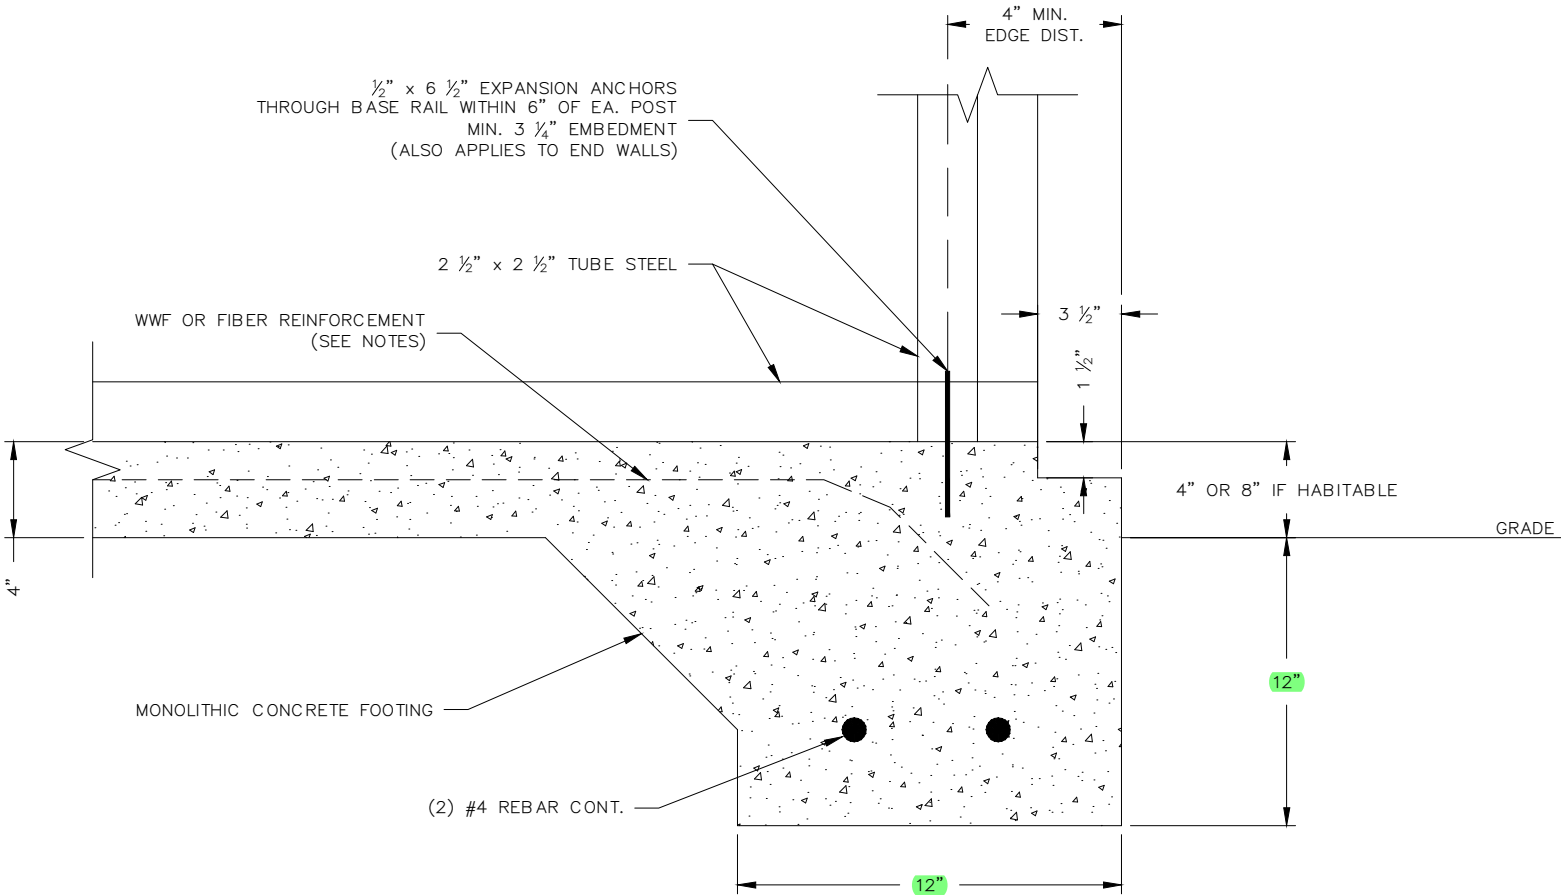 4” MIN.
EDGE DIST.
½” x 6 ½” EXPANSION ANCHORS
THROUGH BASE RAIL WITHIN 6” OF EA. POST
MIN. 3 ¼” EMBEDMENT
(ALSO APPLIES TO END WALLS)
2 ½” x 2 ½” TUBE STEEL
WWF OR FIBER REINFORCEMENT
(SEE NOTES)
3 ½”
1 ½”
4” OR 8” IF HABITABLE
GRADE
4”
12”
MONOLITHIC CONCRETE FOOTING
(2) #4 REBAR CONT.
12”